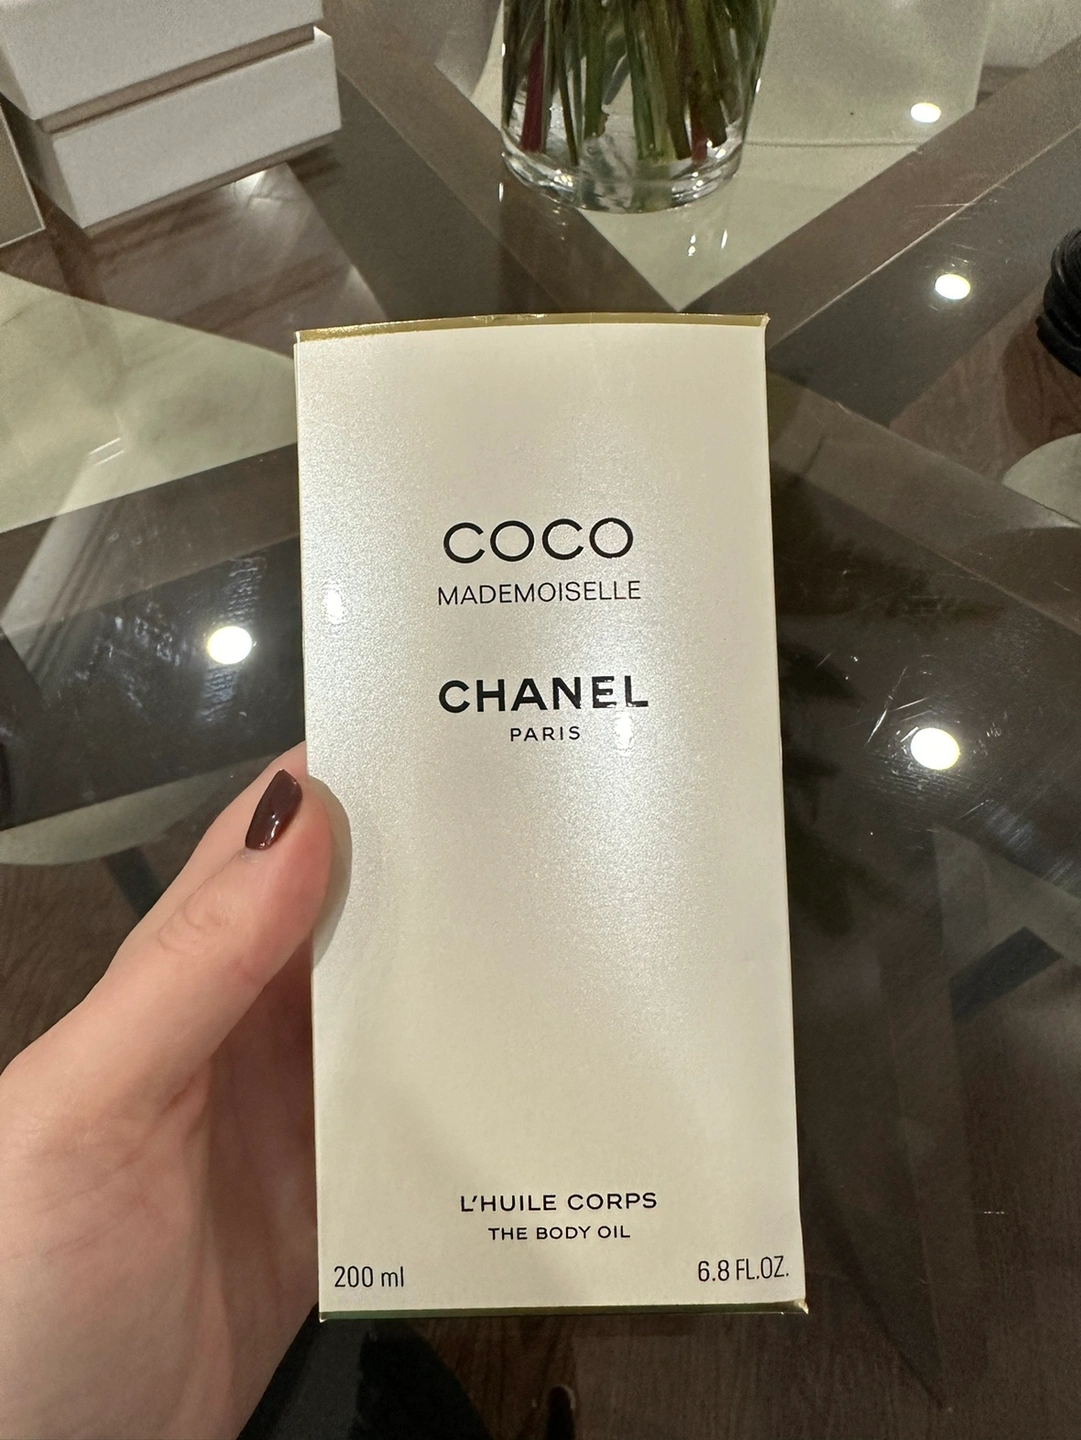 COCO
MADEMOISELLE
CHANEL
PARIS
L'HUILE CORPS
THE BODY OIL
200 ml 6.8 FL.OZ.